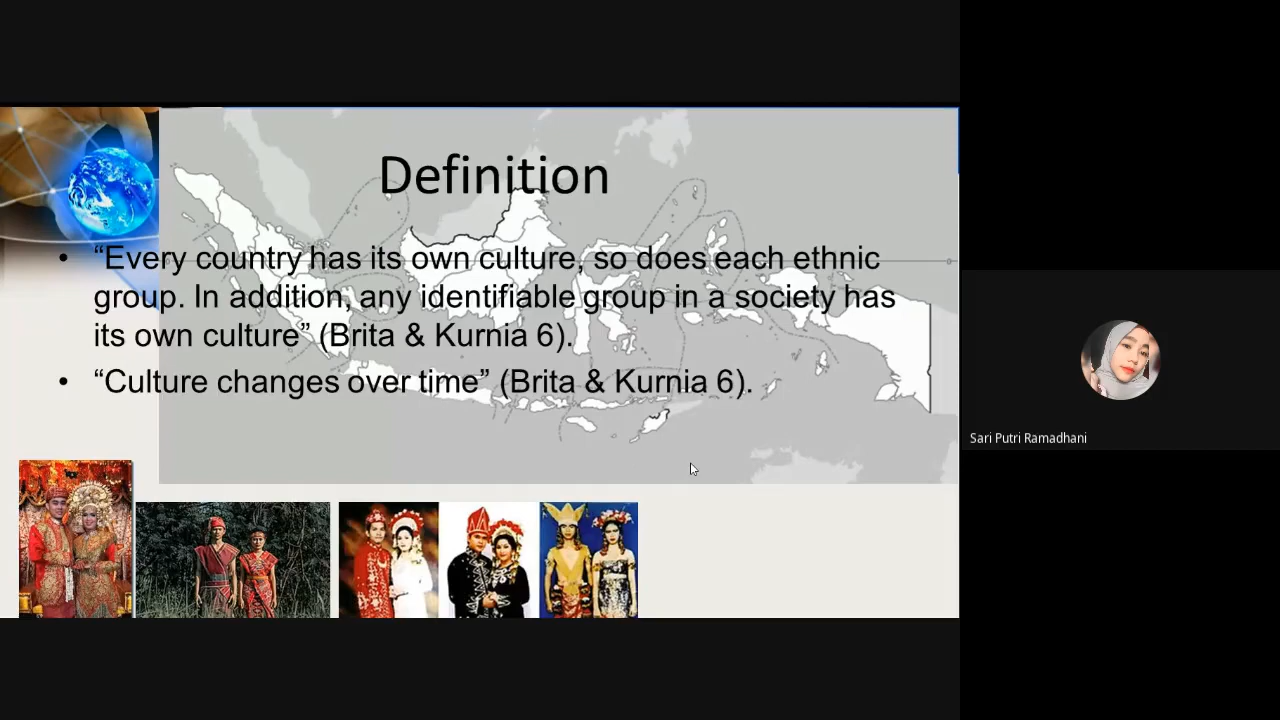 Definition
• “Every country has its own culture, so does each ethnic
group. In addition, any identifiable group in a society has
its own culture” (Brita & Kurnia 6).
• “Culture changes over time” (Brita & Kurnia 6).
Sari Putri Ramadhani